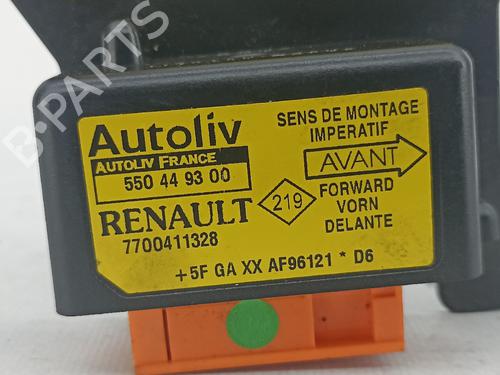 Autoliv
AUTOLIV FRANCE
550 44 93 00
RENAULT
7700411328
219
SENS DE MONTAGE
IMPERATIF
AVANT
FORWARD
VORN
DELANTE
+5F GA XX AF96121 * D6
B-PARTS